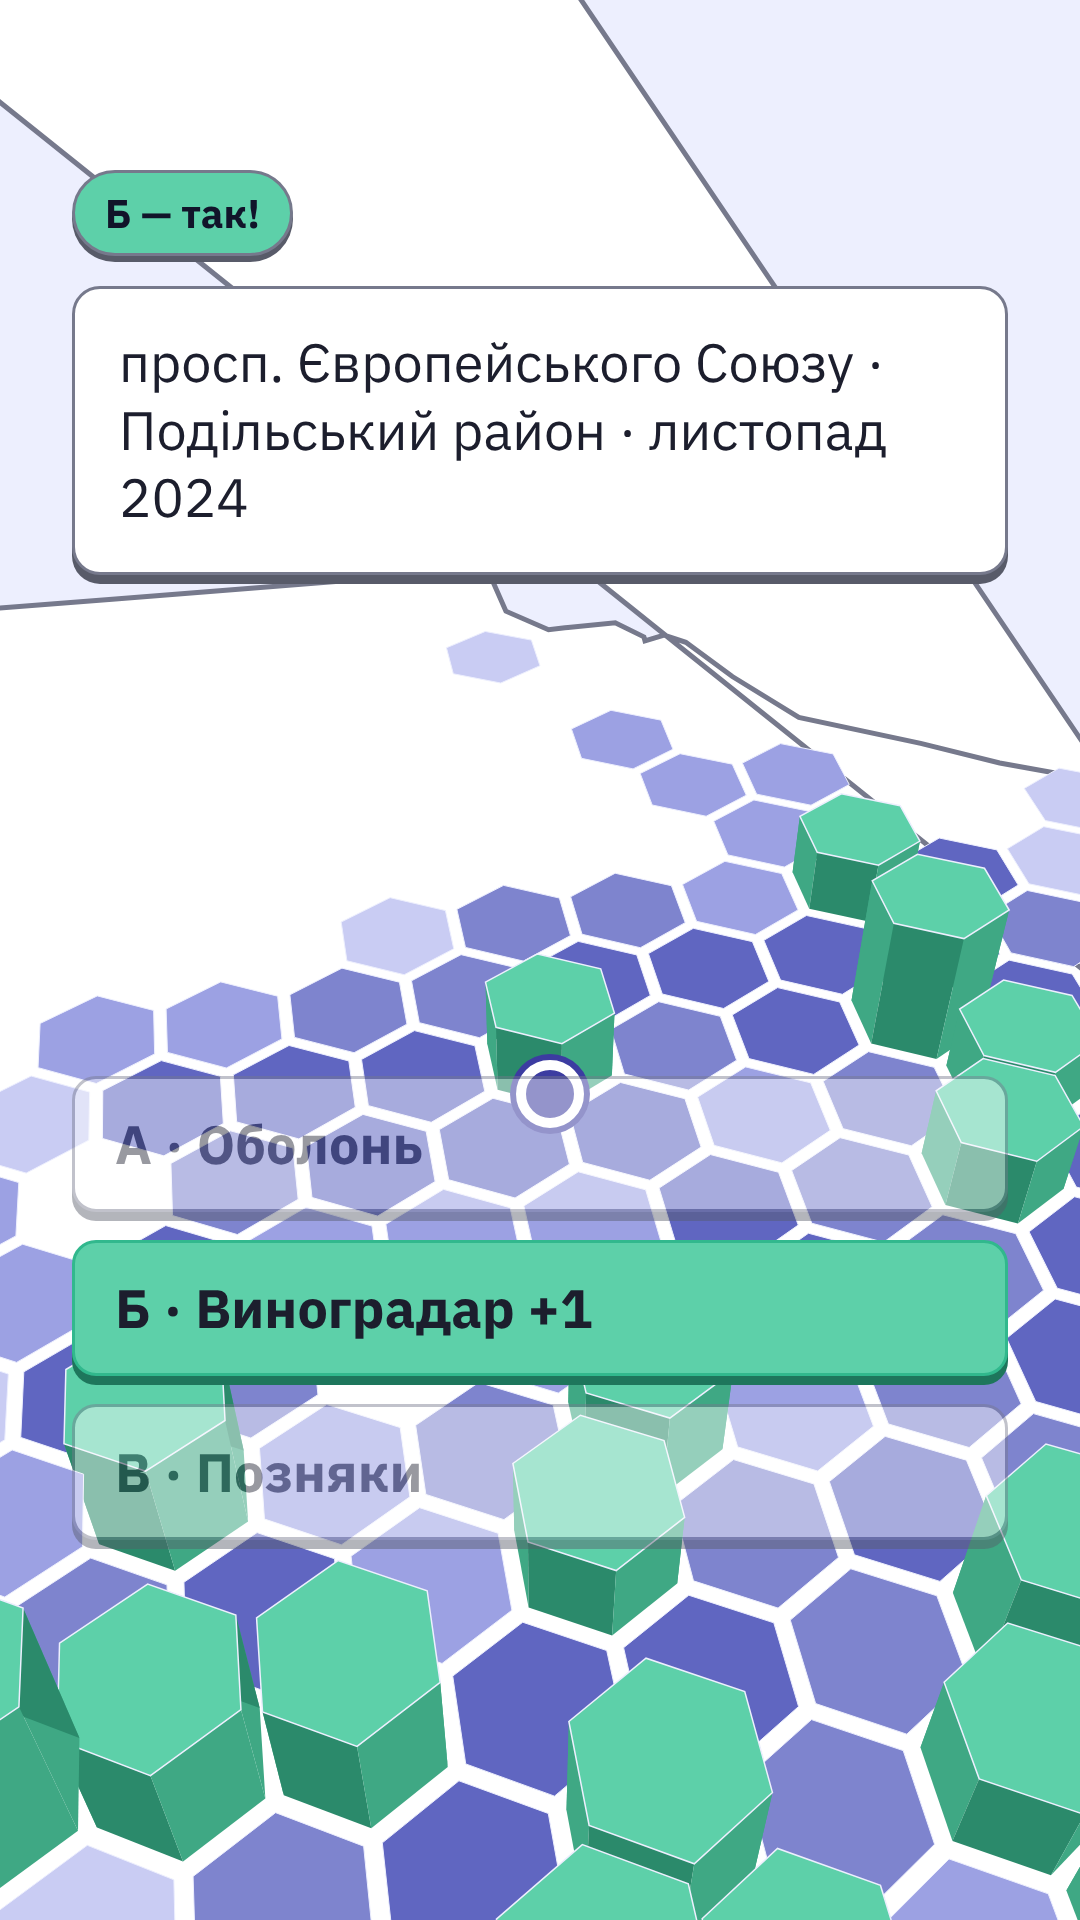 Б — так!
просп. Європейського Союзу ·
Подільський район · листопад
2024
А · Оболонь
Б · Виноградар +1
В · Позняки